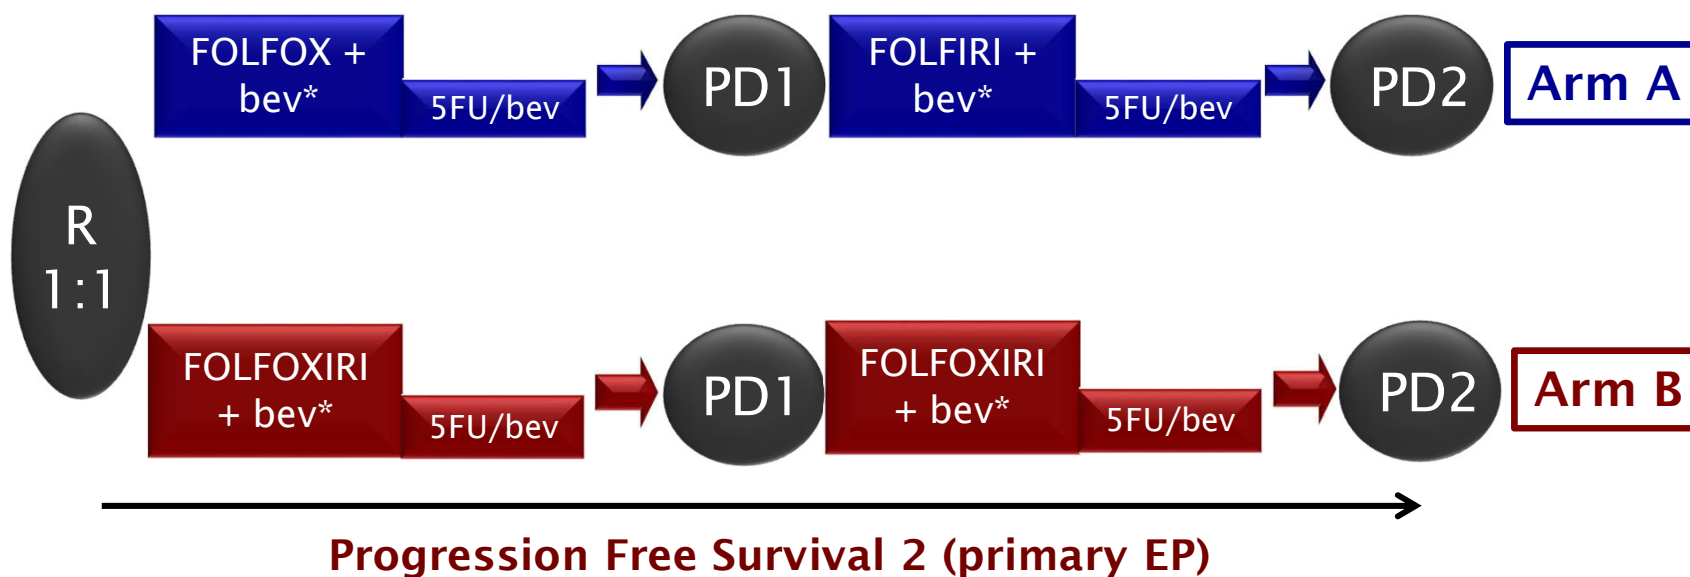 FOLFOX +
bev*
5FU/bev
PD1
FOLFIRI +
bev*
5FU/bev
PD2
Arm A
R
1:1
FOLFOXIRI
+ bev*
5FU/bev
PD1
FOLFOXIRI
+ bev*
5FU/bev
PD2
Arm B
Progression Free Survival 2 (primary EP)